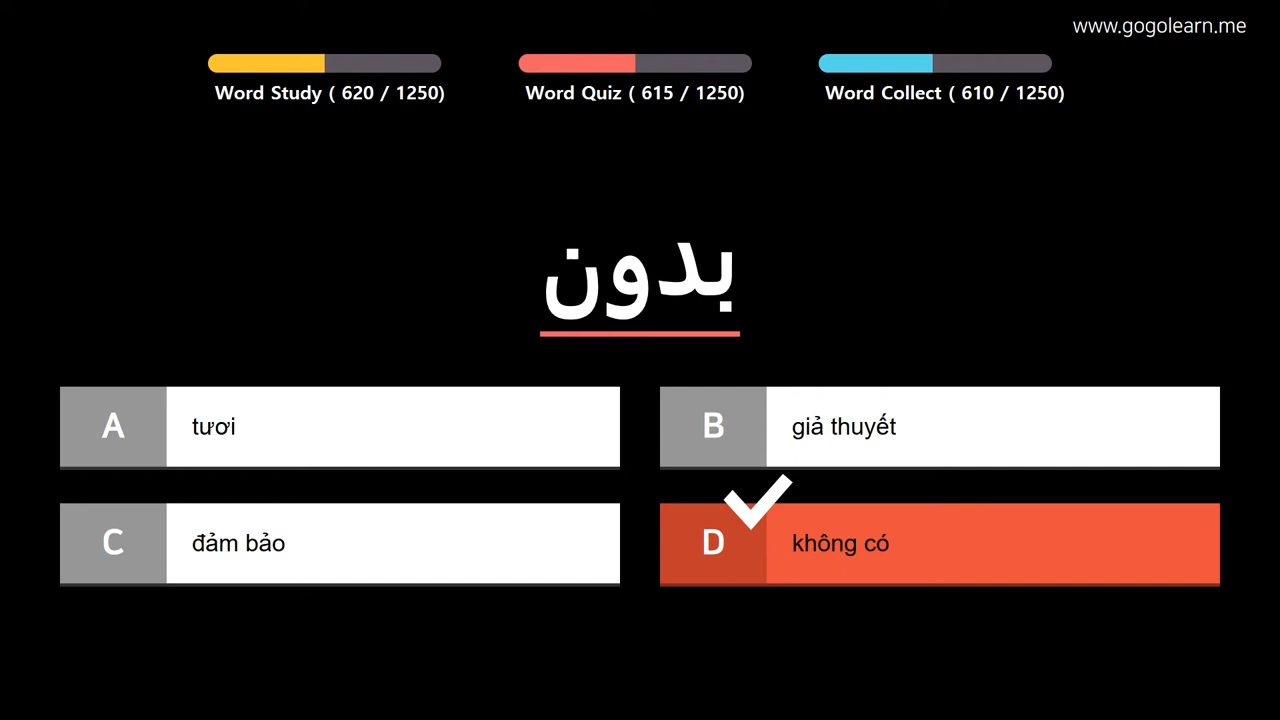 www.gogolearn.me
Word Study ( 620 / 1250)
Word Quiz ( 615 / 1250)
Word Collect ( 610 / 1250)
بدون
A tươi
B giả thuyết
C đảm bảo
D không có